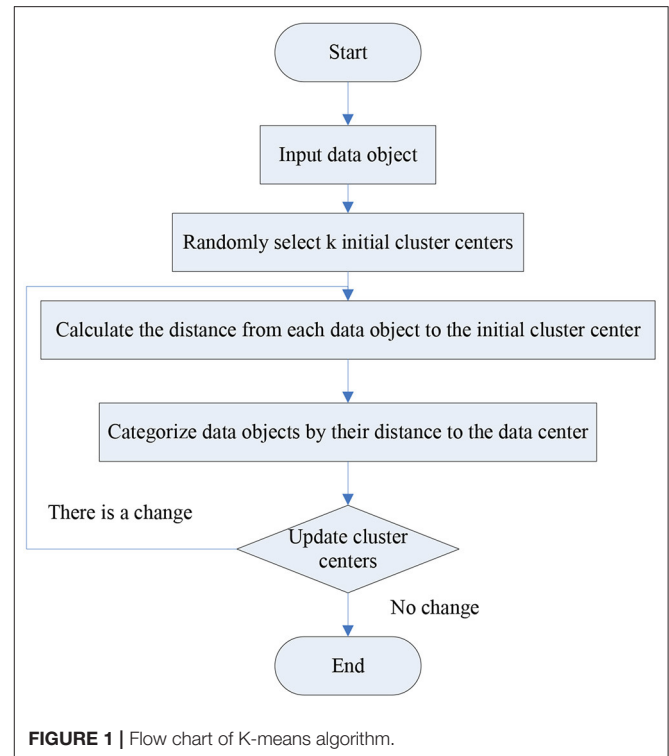 Start
Input data object
Randomly select k initial cluster centers
Calculate the distance from each data object to the initial cluster center
Categorize data objects by their distance to the data center
There is a change
Update cluster
centers
No change
End
FIGURE 1 | Flow chart of K-means algorithm.